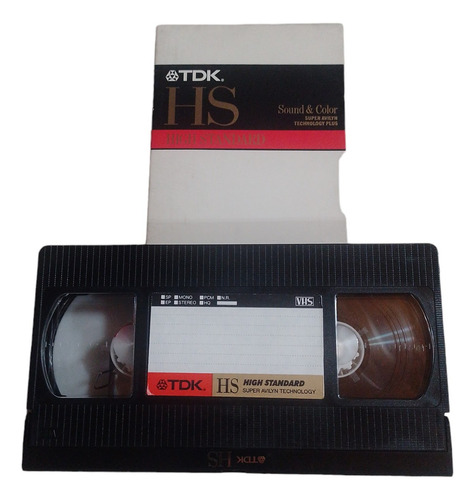 TDK.
HS
Sound & Color
SUPER AVILYN
TECHNOLOGY PLUS
HIGH STANDARD
SP MONO PCM N.R.
EP STEREO HQ
VHS
TDK.
HS HIGH STANDARD
SUPER AVILYN TECHNOLOGY
HS TDK